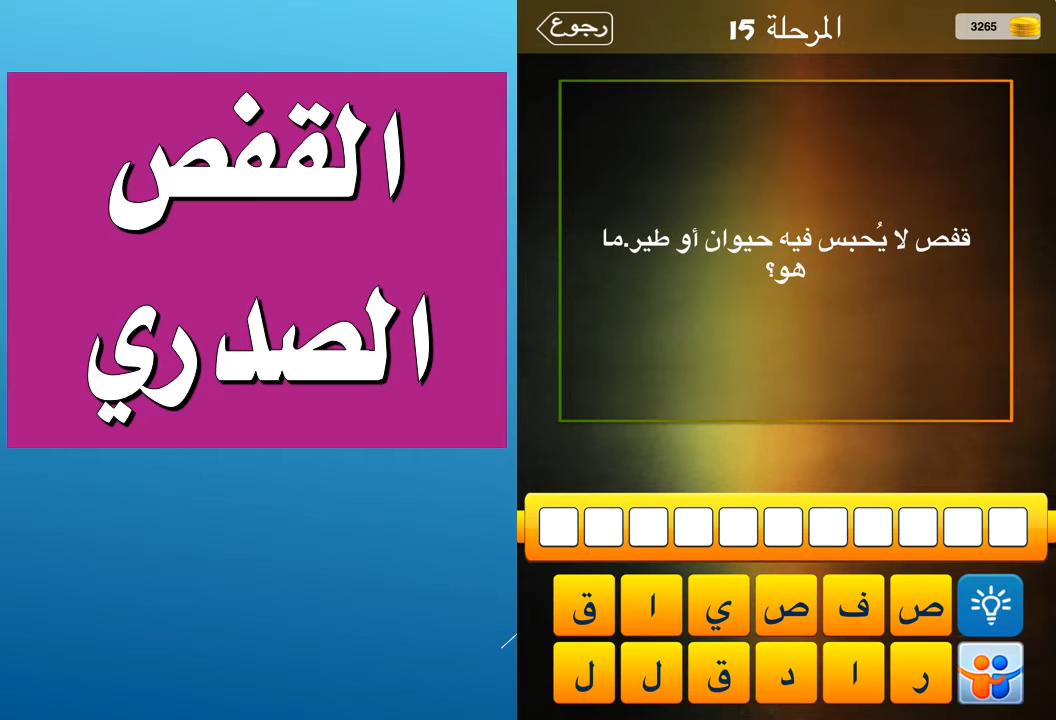 القفص
الصدري
رجوع
المرحلة 15
3265
قفص لا يُحبس فيه حيوان أو طير.ما
هو؟
ق ا ي ص ف ص
ل ل ق د ا ر